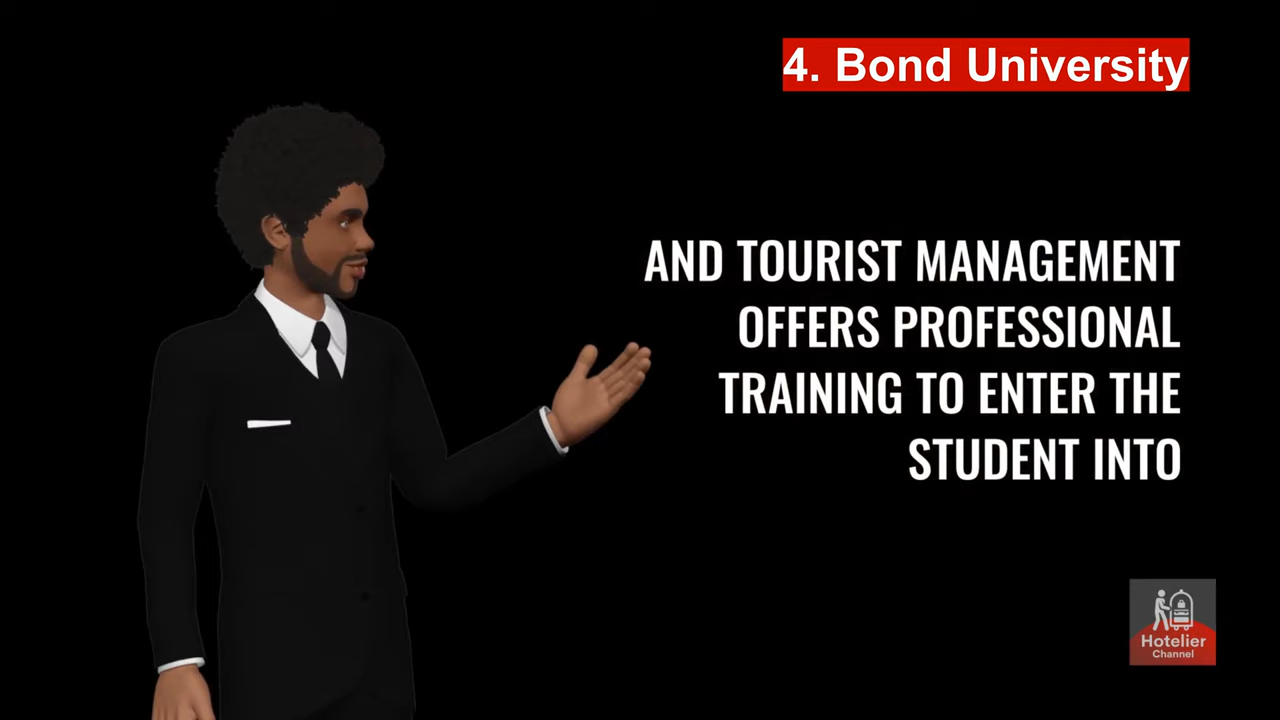 4. Bond University
AND TOURIST MANAGEMENT
OFFERS PROFESSIONAL
TRAINING TO ENTER THE
STUDENT INTO
Hotelier
Channel